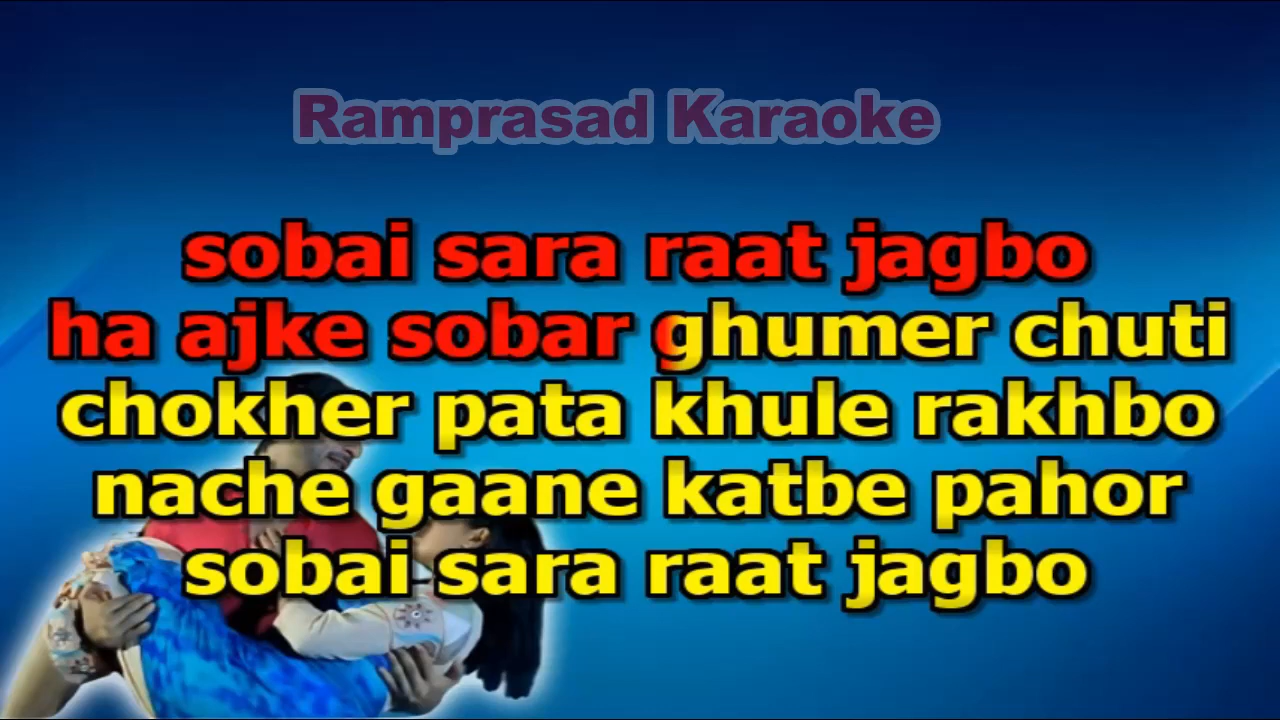 Ramprasad Karaoke
sobai sara raat jagbo
ha ajke sobar ghumer chuti
chokher pata khule rakhbo
nache gaane katbe pahor
sobai sara raat jagbo